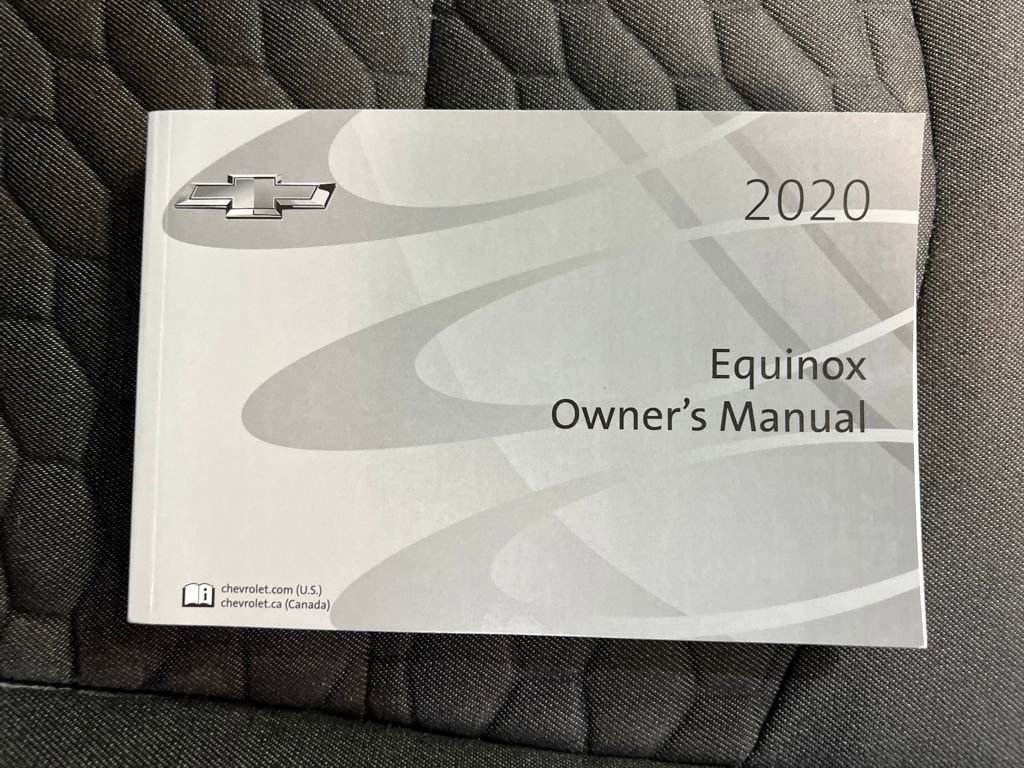 2020
Equinox
Owner's Manual
chevrolet.com (U.S.)
chevrolet.ca (Canada)